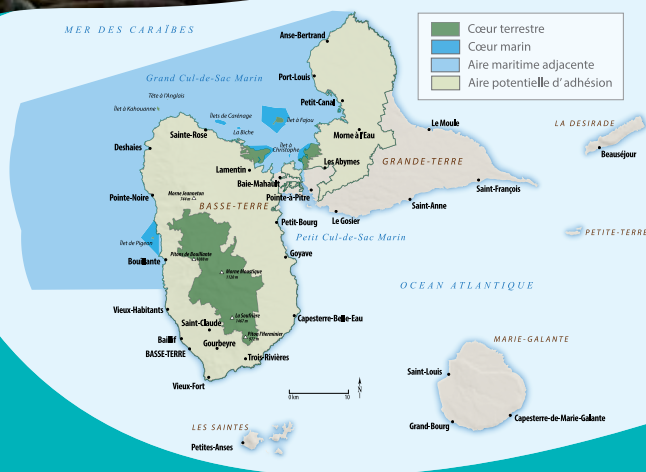 MER DES CARAÏBES
Anse-Bertrand
Cœur terrestre
Cœur marin
Aire maritime adjacente
Aire potentielle d'adhésion
Grand Cul-de-Sac Marin
Port-Louis
Tête à l'Anglais
Petit-Canal
Îlet à Kahouanne
Îlets de Carénage
Îlet à Fajou
Le Moule
LA DESIRADE
Sainte-Rose
La Biche
Morne à l'Eau
Deshaies
Îlet à Christophe
Beauséjour
Lamentin
Les Abymes
GRANDE-TERRE
Baie-Mahault
Saint-François
Pointe-Noire
Morne Jeanneton
Pointe-à-Pitre
BASSE-TERRE
Saint-Anne
Petit-Bourg
Le Gosier
PETITE-TERRE
Îlet de Pigeon
Petit Cul-de-Sac Marin
Pitons de Bouillante
Goyave
Bouillante
Morne Moustique
OCEAN ATLANTIQUE
Vieux-Habitants
La Soufrière
Capesterre-Belle-Eau
Saint-Claude
Pitou l'Herminier
MARIE-GALANTE
Baillif
Gourbeyre
BASSE-TERRE
Trois-Rivières
Saint-Louis
Vieux-Fort
N
0 km
10
Capesterre-de-Marie-Galante
LES SAINTES
Grand-Bourg
Petites-Anses